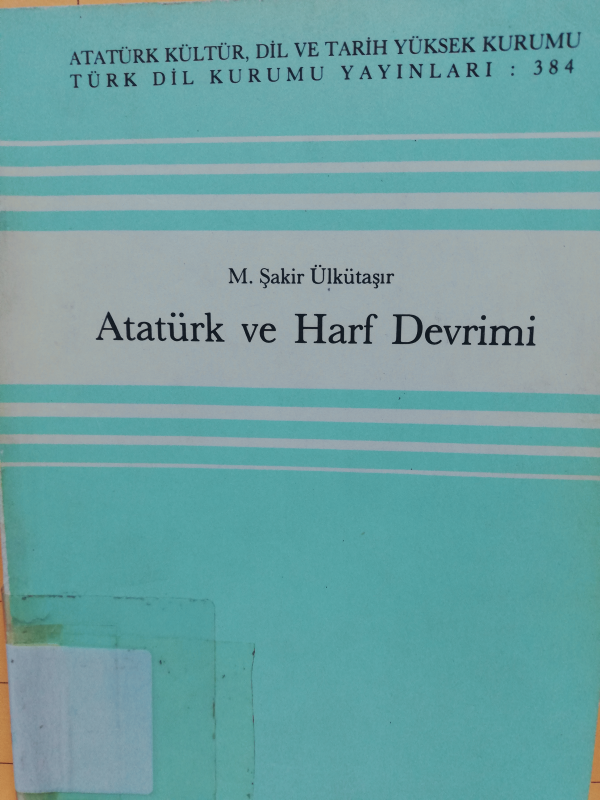 ATATÜRK KÜLTÜR, DİL VE TARİH YÜKSEK KURUMU
TÜRK DİL KURUMU YAYINLARI : 384
M. Şakir Ülkütaşır
Atatürk ve Harf Devrimi